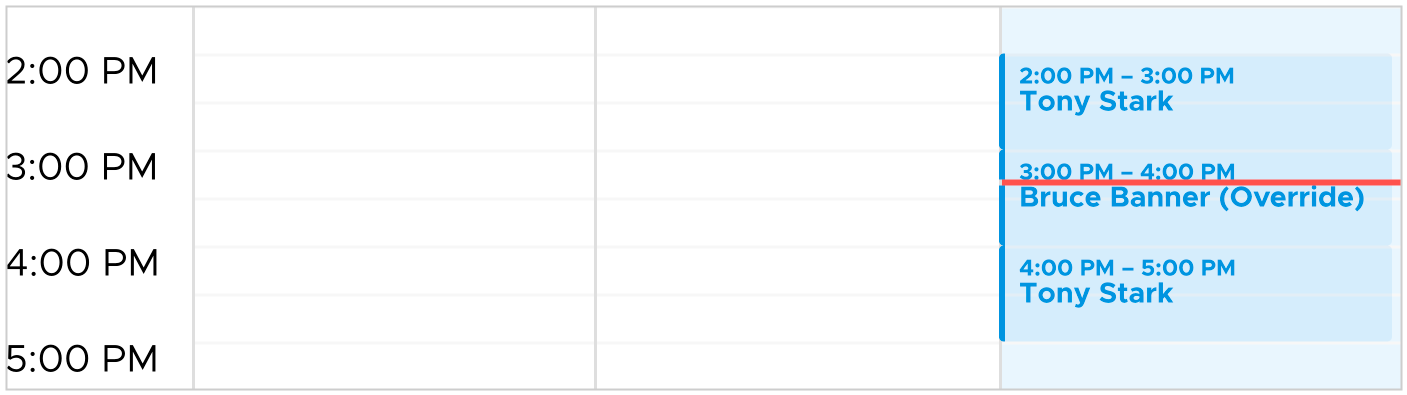 2:00 PM
3:00 PM
4:00 PM
5:00 PM
2:00 PM – 3:00 PM
Tony Stark
3:00 PM – 4:00 PM
Bruce Banner (Override)
4:00 PM – 5:00 PM
Tony Stark